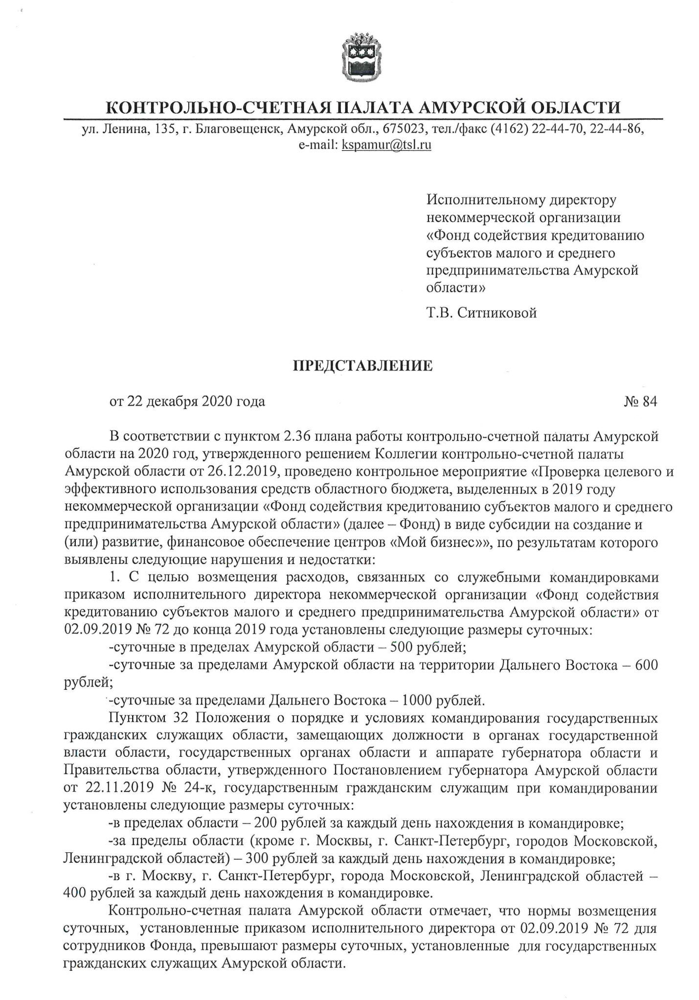 КОНТРОЛЬНО-СЧЕТНАЯ ПАЛАТА АМУРСКОЙ ОБЛАСТИ
ул. Ленина, 135, г. Благовещенск, Амурской обл., 675023, тел./факс (4162) 22-44-70, 22-44-86,
e-mail: kspamur@tsl.ru
Исполнительному директору
некоммерческой организации
«Фонд содействия кредитованию
субъектов малого и среднего
предпринимательства Амурской
области»
Т.В. Ситниковой
ПРЕДСТАВЛЕНИЕ
от 22 декабря 2020 года № 84
В соответствии с пунктом 2.36 плана работы контрольно-счетной палаты Амурской
области на 2020 год, утвержденного решением Коллегии контрольно-счетной палаты
Амурской области от 26.12.2019, проведено контрольное мероприятие «Проверка целевого и
эффективного использования средств областного бюджета, выделенных в 2019 году
некоммерческой организации «Фонд содействия кредитованию субъектов малого и среднего
предпринимательства Амурской области» (далее – Фонд) в виде субсидии на создание и
(или) развитие, финансовое обеспечение центров «Мой бизнес»», по результатам которого
выявлены следующие нарушения и недостатки:
1. С целью возмещения расходов, связанных со служебными командировками
приказом исполнительного директора некоммерческой организации «Фонд содействия
кредитованию субъектов малого и среднего предпринимательства Амурской области» от
02.09.2019 № 72 до конца 2019 года установлены следующие размеры суточных:
-суточные в пределах Амурской области – 500 рублей;
-суточные за пределами Амурской области на территории Дальнего Востока – 600
рублей;
-суточные за пределами Дальнего Востока – 1000 рублей.
Пунктом 32 Положения о порядке и условиях командирования государственных
гражданских служащих области, замещающих должности в органах государственной
власти области, государственных органах области и аппарате губернатора области и
Правительства области, утвержденного Постановлением губернатора Амурской области
от 22.11.2019 № 24-к, государственным гражданским служащим при командировании
установлены следующие размеры суточных:
-в пределах области – 200 рублей за каждый день нахождения в командировке;
-за пределы области (кроме г. Москвы, г. Санкт-Петербург, городов Московской,
Ленинградской областей) – 300 рублей за каждый день нахождения в командировке;
-в г. Москву, г. Санкт-Петербург, города Московской, Ленинградской областей –
400 рублей за каждый день нахождения в командировке.
Контрольно-счетная палата Амурской области отмечает, что нормы возмещения
суточных, установленные приказом исполнительного директора от 02.09.2019 № 72 для
сотрудников Фонда, превышают размеры суточных, установленные для государственных
гражданских служащих Амурской области.